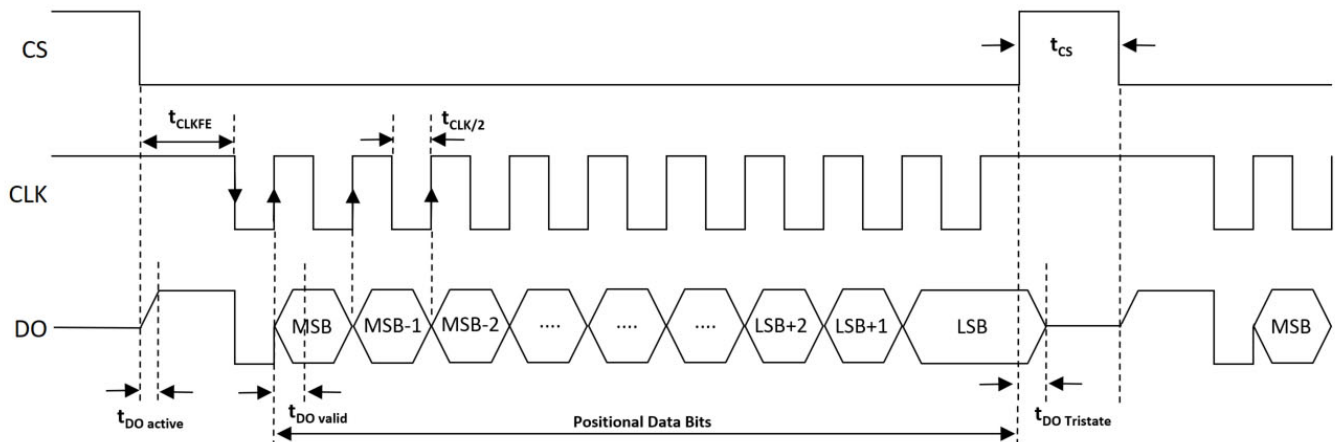 CS
t_CS
t_CLKFE
t_CLK/2
CLK
DO
MSB
MSB-1
MSB-2
....
....
....
LSB+2
LSB+1
LSB
MSB
t_DO active
t_DO valid
Positional Data Bits
t_DO Tristate